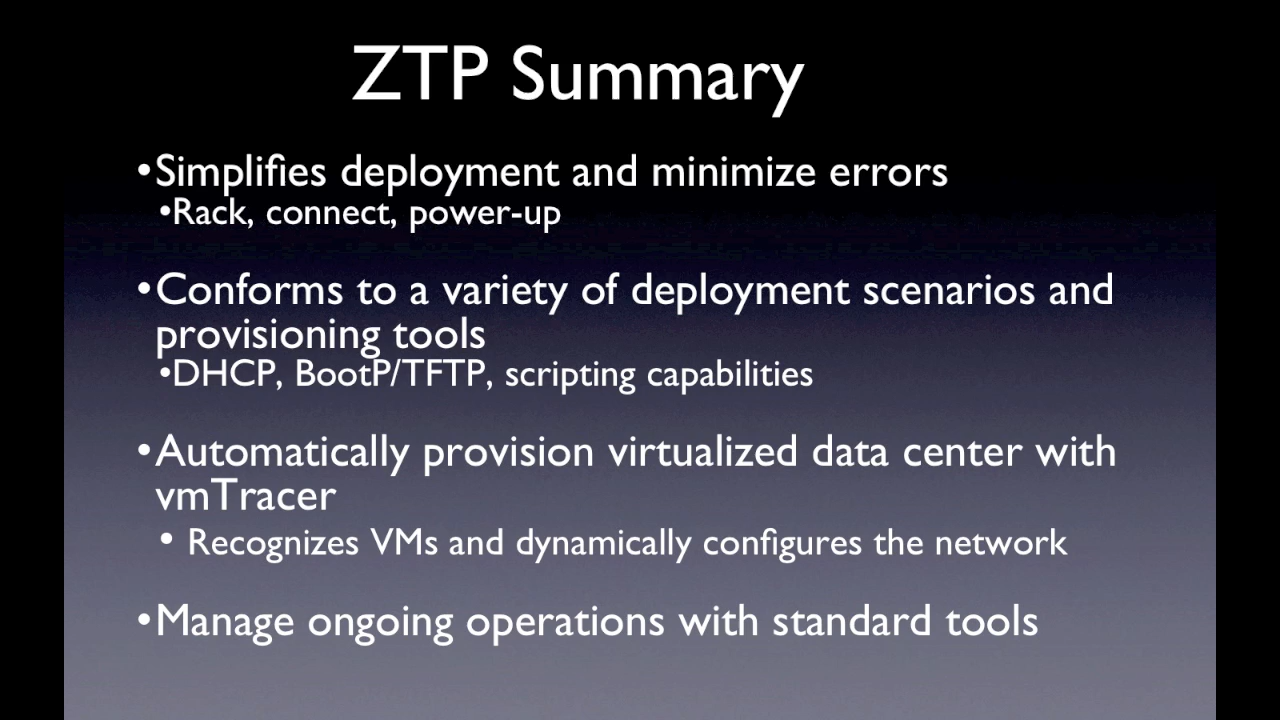 ZTP Summary
•Simplifies deployment and minimize errors
•Rack, connect, power-up
•Conforms to a variety of deployment scenarios and
provisioning tools
•DHCP, BootP/TFTP, scripting capabilities
•Automatically provision virtualized data center with
vmTracer
• Recognizes VMs and dynamically configures the network
•Manage ongoing operations with standard tools